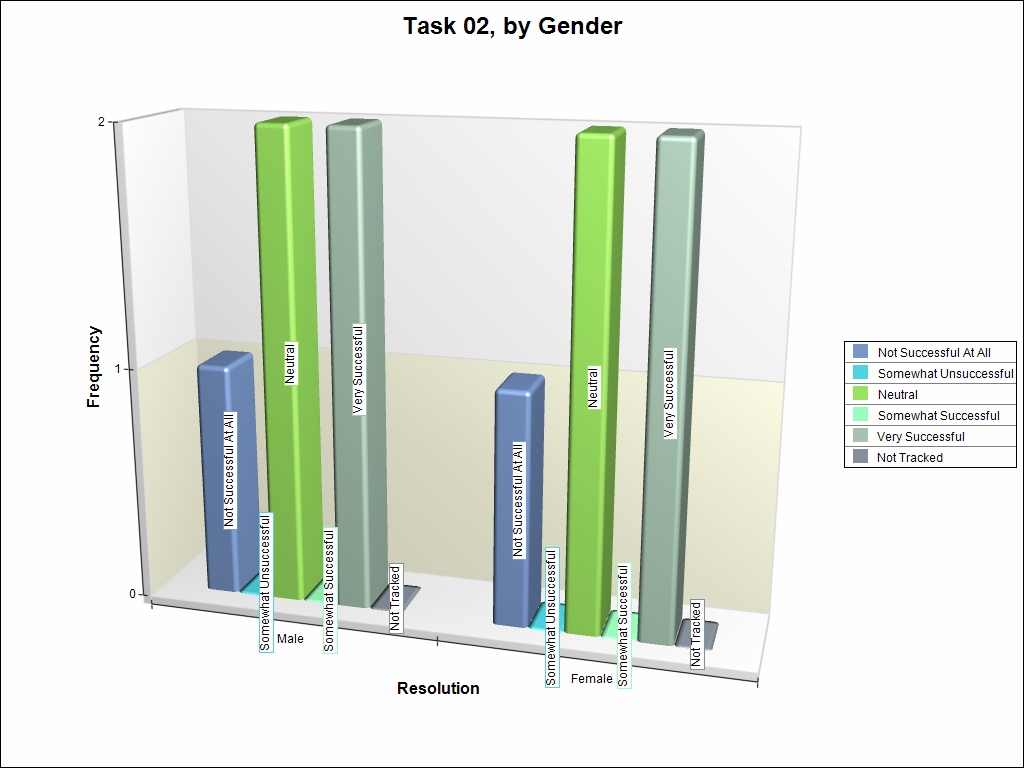 Task 02, by Gender
2
1
0
Frequency
Not Successful At All
Somewhat Unsuccessful
Neutral
Somewhat Successful
Very Successful
Not Tracked
Not Successful At All
Somewhat Unsuccessful
Neutral
Somewhat Successful
Very Successful
Not Tracked
Male
Female
Resolution
Not Successful At All
Somewhat Unsuccessful
Neutral
Somewhat Successful
Very Successful
Not Tracked